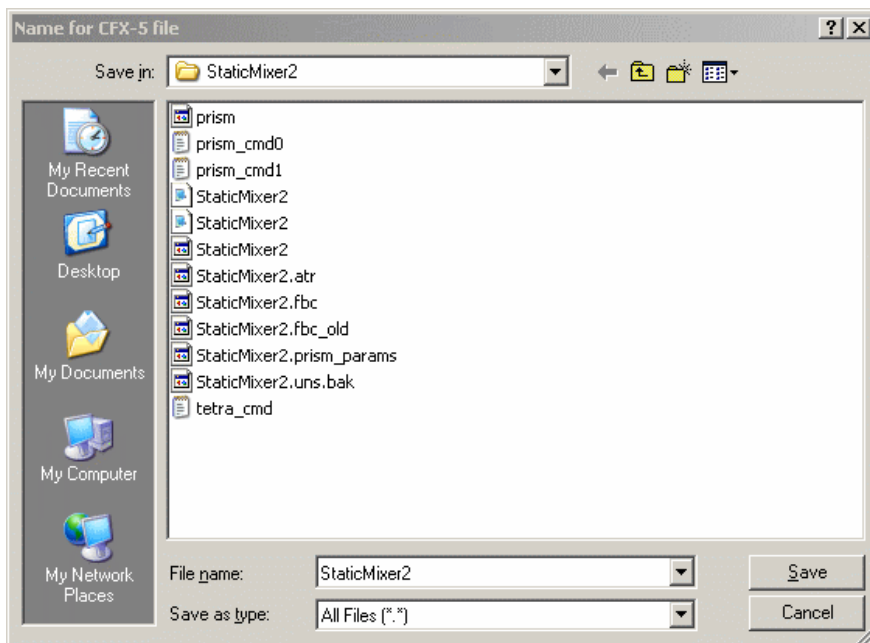 Name for CFX-5 file
Save in:
StaticMixer2
My Recent
Documents
Desktop
My Documents
My Computer
My Network
Places
prism
prism_cmd0
prism_cmd1
StaticMixer2
StaticMixer2
StaticMixer2
StaticMixer2.atr
StaticMixer2.fbc
StaticMixer2.fbc_old
StaticMixer2.prism_params
StaticMixer2.uns.bak
tetra_cmd
File name:
StaticMixer2
Save
Save as type:
All Files (*.*)
Cancel